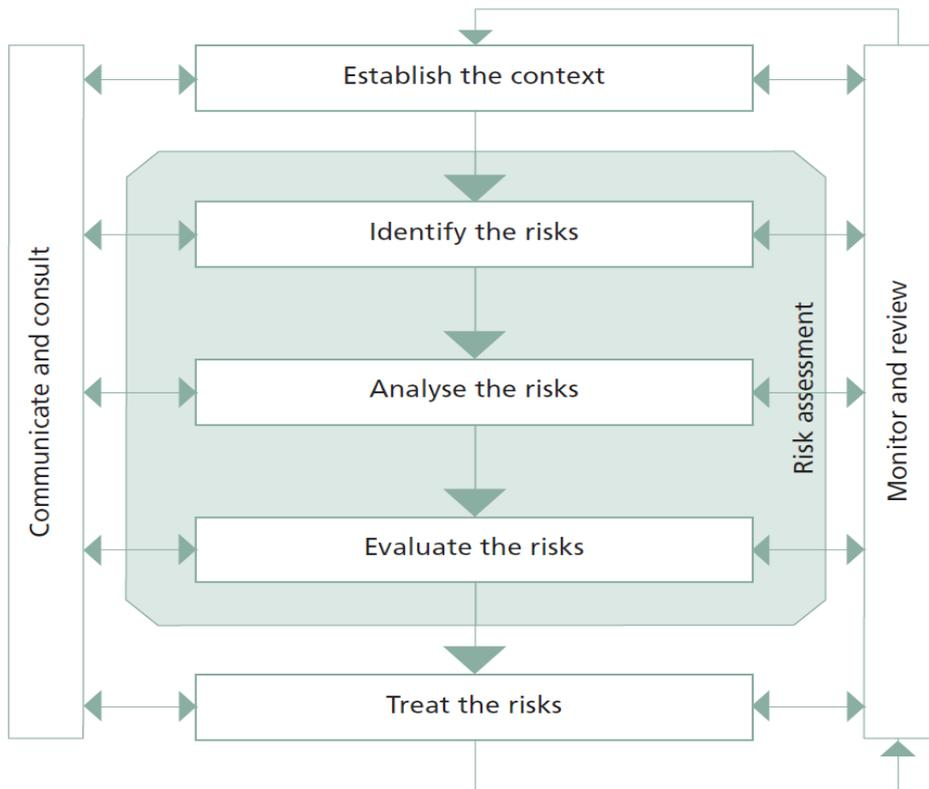 Establish the context
Identify the risks
Analyse the risks
Evaluate the risks
Treat the risks
Communicate and consult
Risk assessment
Monitor and review